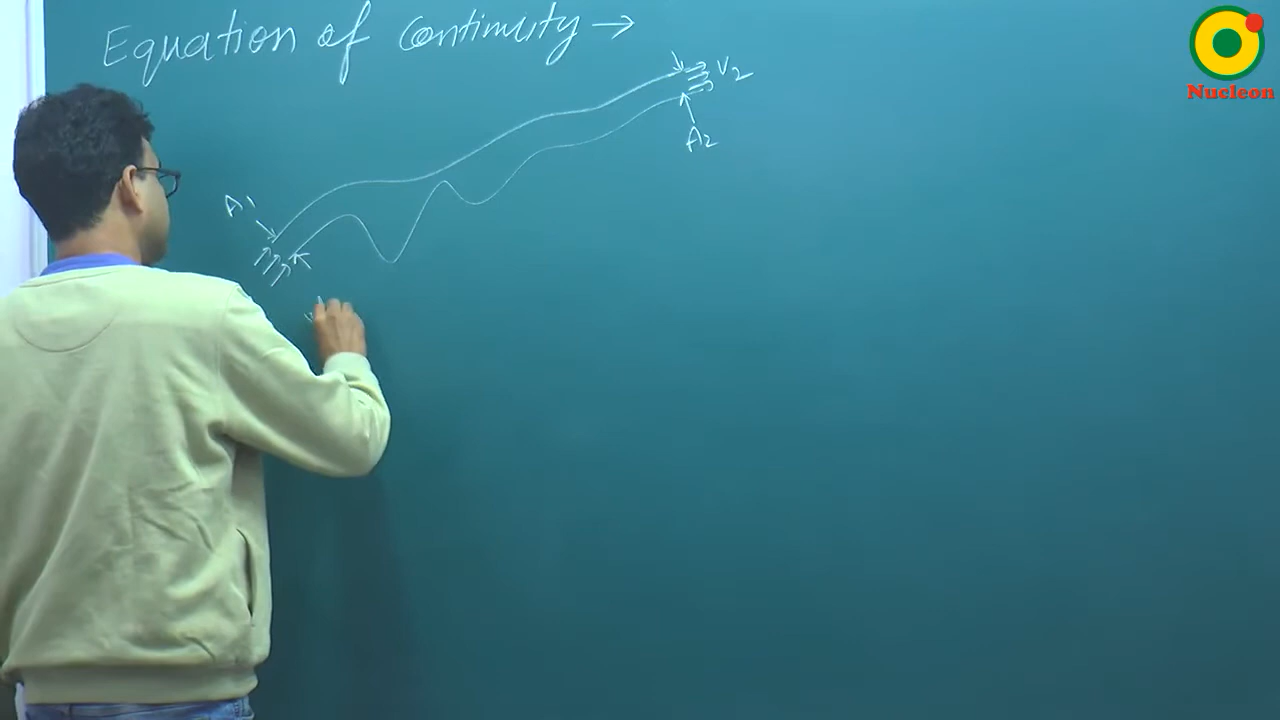 Equation of continuity →
V2
A2
A1
Nucleon